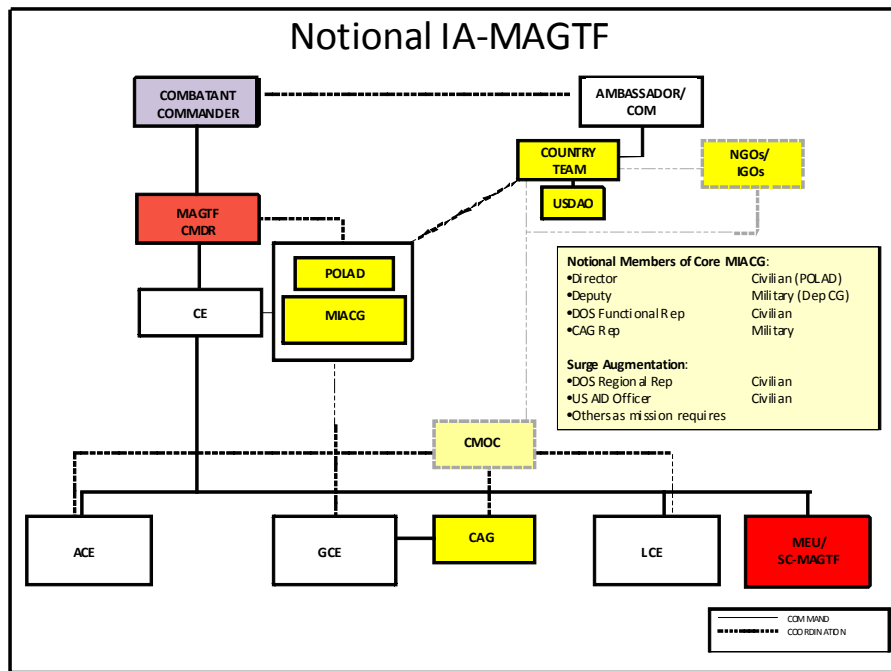 Notional IA-MAGTF
COMBATANT
COMMANDER
AMBASSADOR/
COM
COUNTRY
TEAM
NGOs/
IGOs
USDAO
MAGTF
CMDR
POLAD
MIACG
CE
Notional Members of Core MIACG:
•Director Civilian (POLAD)
•Deputy Military (Dep CG)
•DOS Functional Rep Civilian
•CAG Rep Military
Surge Augmentation:
•DOS Regional Rep Civilian
•US AID Officer Civilian
•Others as mission requires
CMOC
ACE
GCE
CAG
LCE
MEU/
SC-MAGTF
COMMAND
COORDINATION